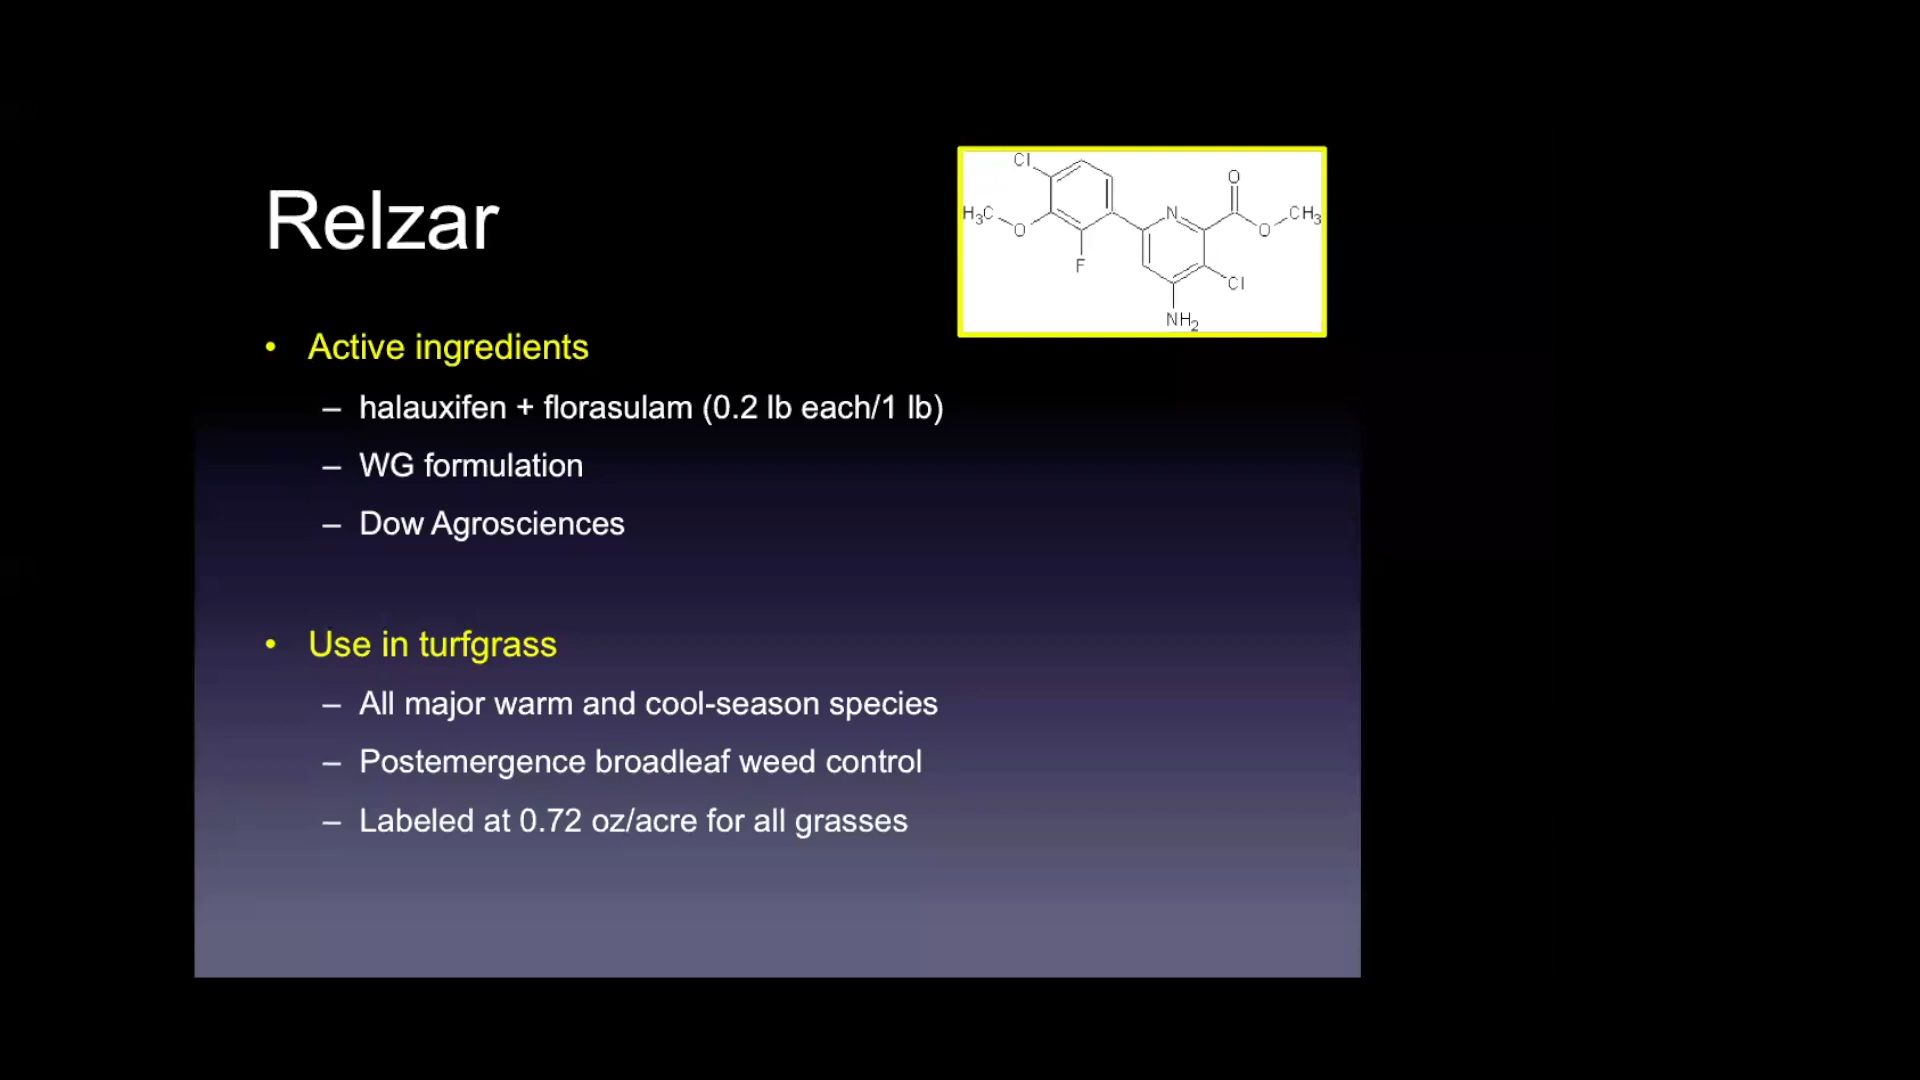 Relzar
Cl
H3C
O
F
N
O
O
CH3
Cl
NH2
• Active ingredients
– halauxifen + florasulam (0.2 lb each/1 lb)
– WG formulation
– Dow Agrosciences
• Use in turfgrass
– All major warm and cool-season species
– Postemergence broadleaf weed control
– Labeled at 0.72 oz/acre for all grasses